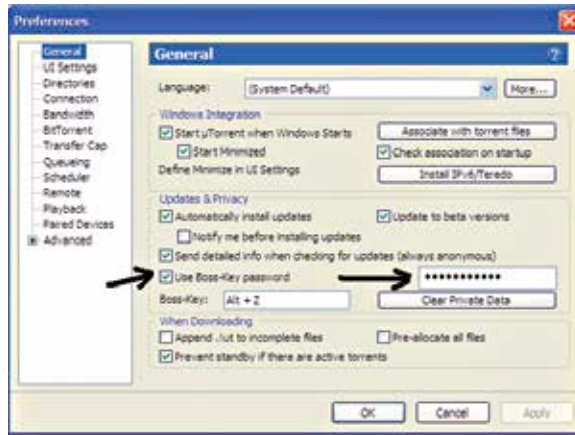 Preferences
General
UI Settings
Directories
Connection
Bandwidth
BitTorrent
Transfer Cap
Queueing
Scheduler
Remote
Playback
Paired Devices
Advanced
General ?
Language: (System Default) More...
Windows Integration
Start µTorrent when Windows Starts Associate with torrent files
Start Minimized Check association on startup
Define Minimize in UI Settings Install IPv6/Teredo
Updates & Privacy
Automatically install updates Update to beta versions
Notify me before installing updates
Send detailed info when checking for updates (always anonymous)
Use Boss-Key password •••••••••••
Boss-Key: Alt + Z Clear Private Data
When Downloading
Append .!ut to incomplete files Pre-allocate all files
Prevent standby if there are active torrents
OK Cancel Apply